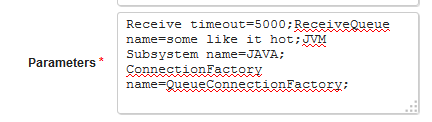 Parameters *
Receive timeout=5000;ReceiveQueue
name=some like it hot;JVM
Subsystem name=JAVA;
ConnectionFactory
name=QueueConnectionFactory;